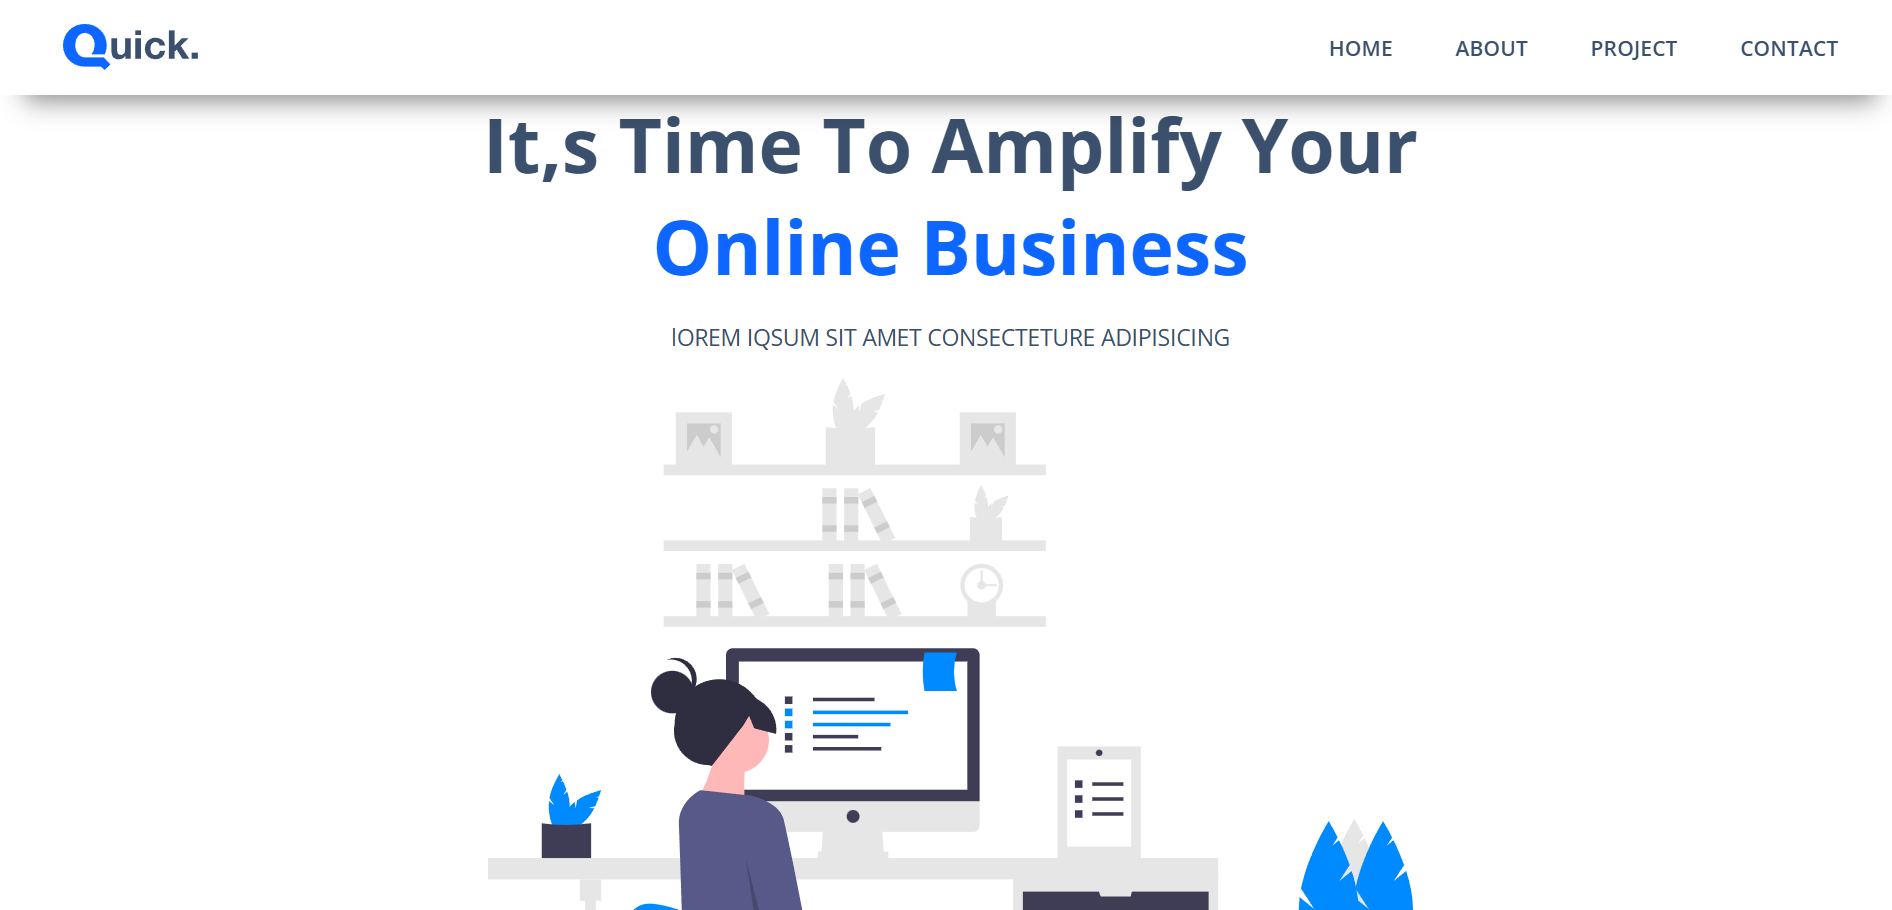 Quick.
HOME ABOUT PROJECT CONTACT
It,s Time To Amplify Your
Online Business
lOREM IQSUM SIT AMET CONSECTETURE ADIPISICING